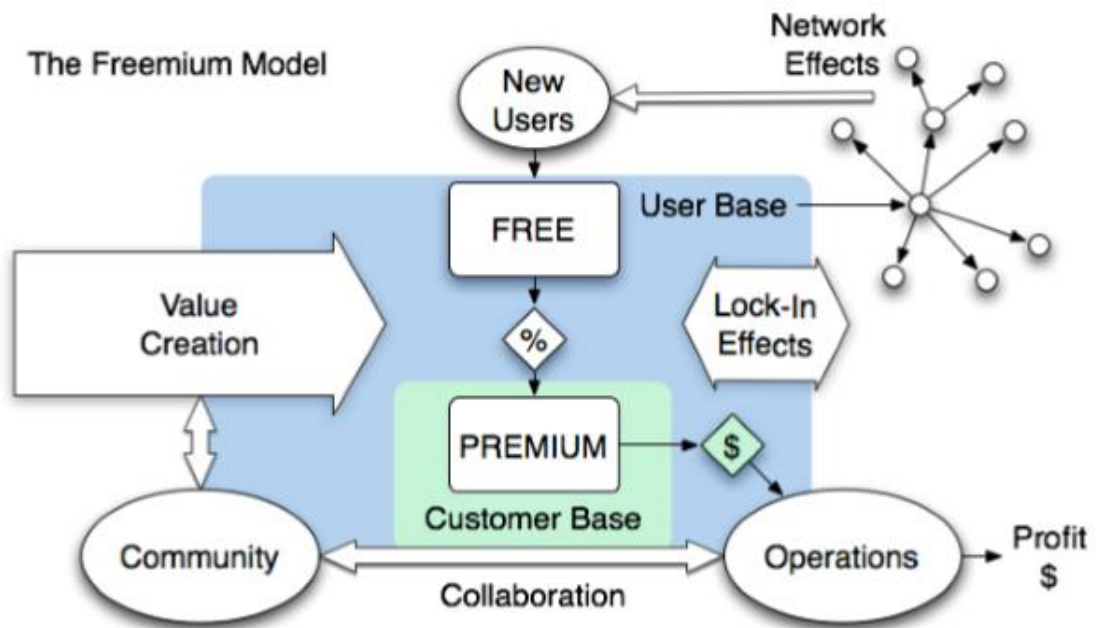 The Freemium Model
Network
Effects
New
Users
User Base
FREE
Value
Creation
Lock-In
Effects
%
PREMIUM
$
Customer Base
Community
Operations
Profit
$
Collaboration